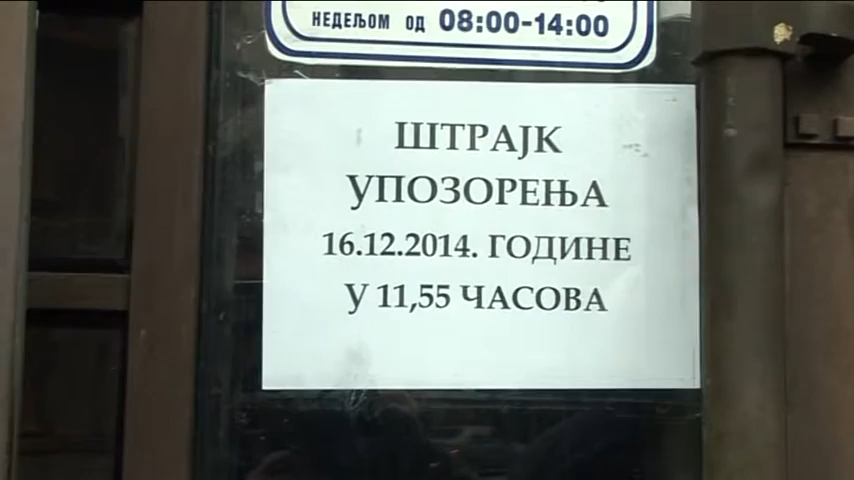 НЕДЕЉОМ од 08:00-14:00
ШТРАЈК
УПОЗОРЕЊА
16.12.2014. ГОДИНЕ
У 11,55 ЧАСОВА